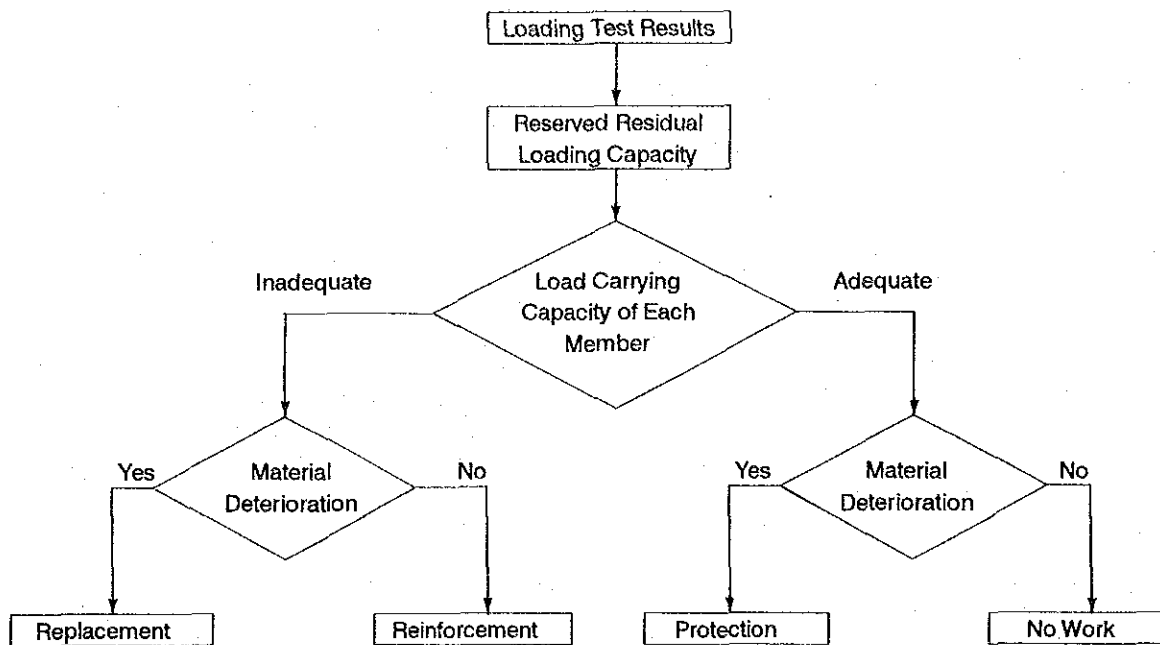 Loading Test Results
Reserved Residual
Loading Capacity
Inadequate
Load Carrying
Capacity of Each
Member
Adequate
Yes
Material
Deterioration
No
Yes
Material
Deterioration
No
Replacement
Reinforcement
Protection
No Work